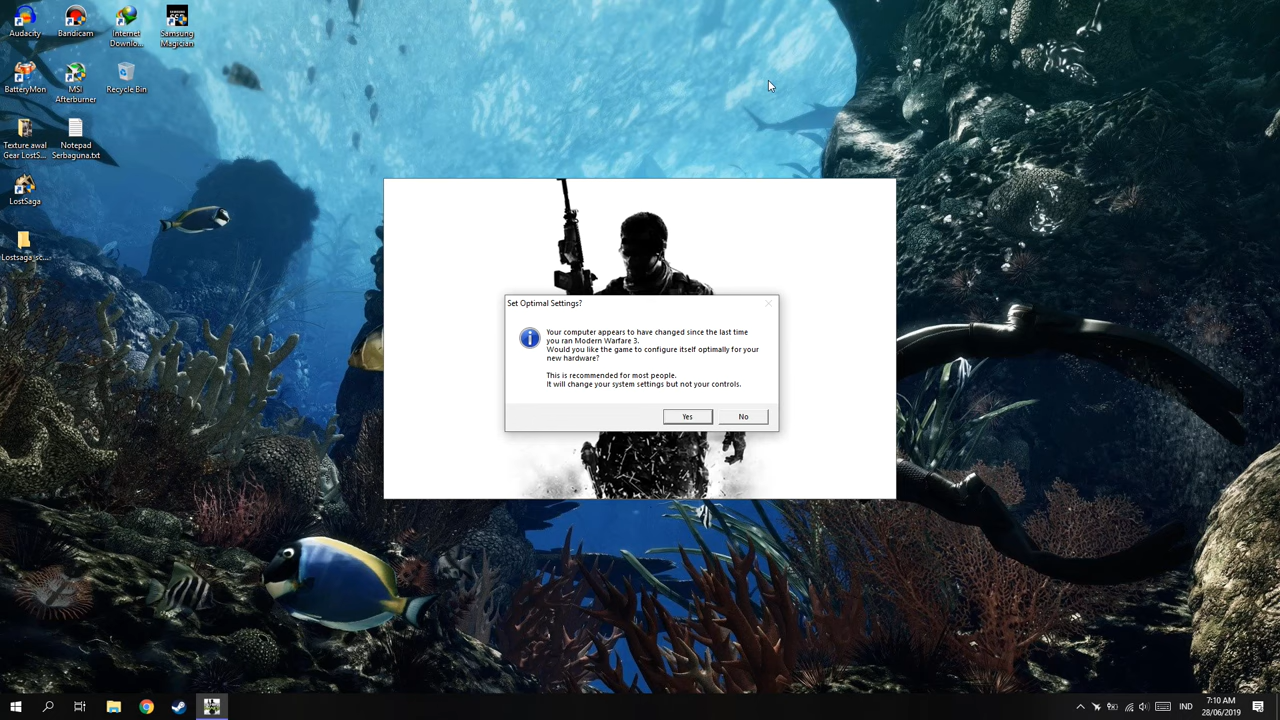 Audacity
Bandicam
Internet
Downlo...
Samsung
Magician
BatteryMon
MSI
Afterburner
Recycle Bin
Texture awal
Gear LostS...
Notepad
Serbaguna.txt
LostSaga
Lostsaga_sc...
Set Optimal Settings?
Your computer appears to have changed since the last time
you ran Modern Warfare 3.
Would you like the game to configure itself optimally for your
new hardware?
This is recommended for most people.
It will change your system settings but not your controls.
Yes
No
IND
7:10 AM
28/06/2019